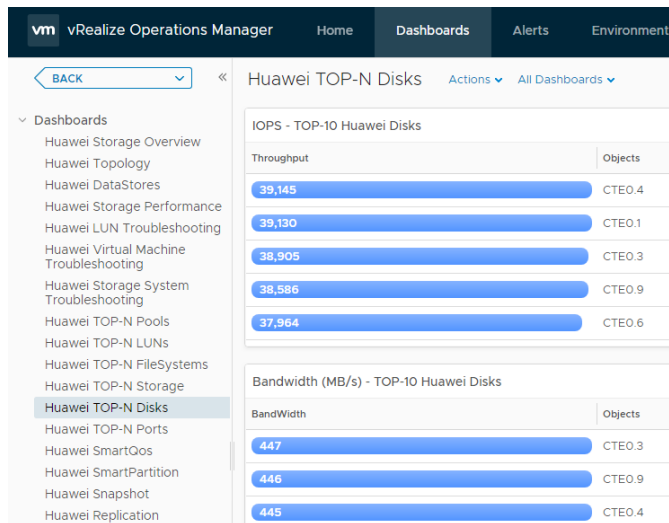 vm vRealize Operations Manager Home Dashboards Alerts Environment
BACK
Huawei TOP-N Disks Actions All Dashboards
Dashboards
Huawei Storage Overview
Huawei Topology
Huawei DataStores
Huawei Storage Performance
Huawei LUN Troubleshooting
Huawei Virtual Machine
Troubleshooting
Huawei Storage System
Troubleshooting
Huawei TOP-N Pools
Huawei TOP-N LUNs
Huawei TOP-N FileSystems
Huawei TOP-N Storage
Huawei TOP-N Disks
Huawei TOP-N Ports
Huawei SmartQos
Huawei SmartPartition
Huawei Snapshot
Huawei Replication
IOPS - TOP-10 Huawei Disks
Throughput Objects
39,145 CTE0.4
39,130 CTE0.1
38,905 CTE0.3
38,586 CTE0.9
37,964 CTE0.6
Bandwidth (MB/s) - TOP-10 Huawei Disks
BandWidth Objects
447 CTE0.3
446 CTE0.9
445 CTE0.4